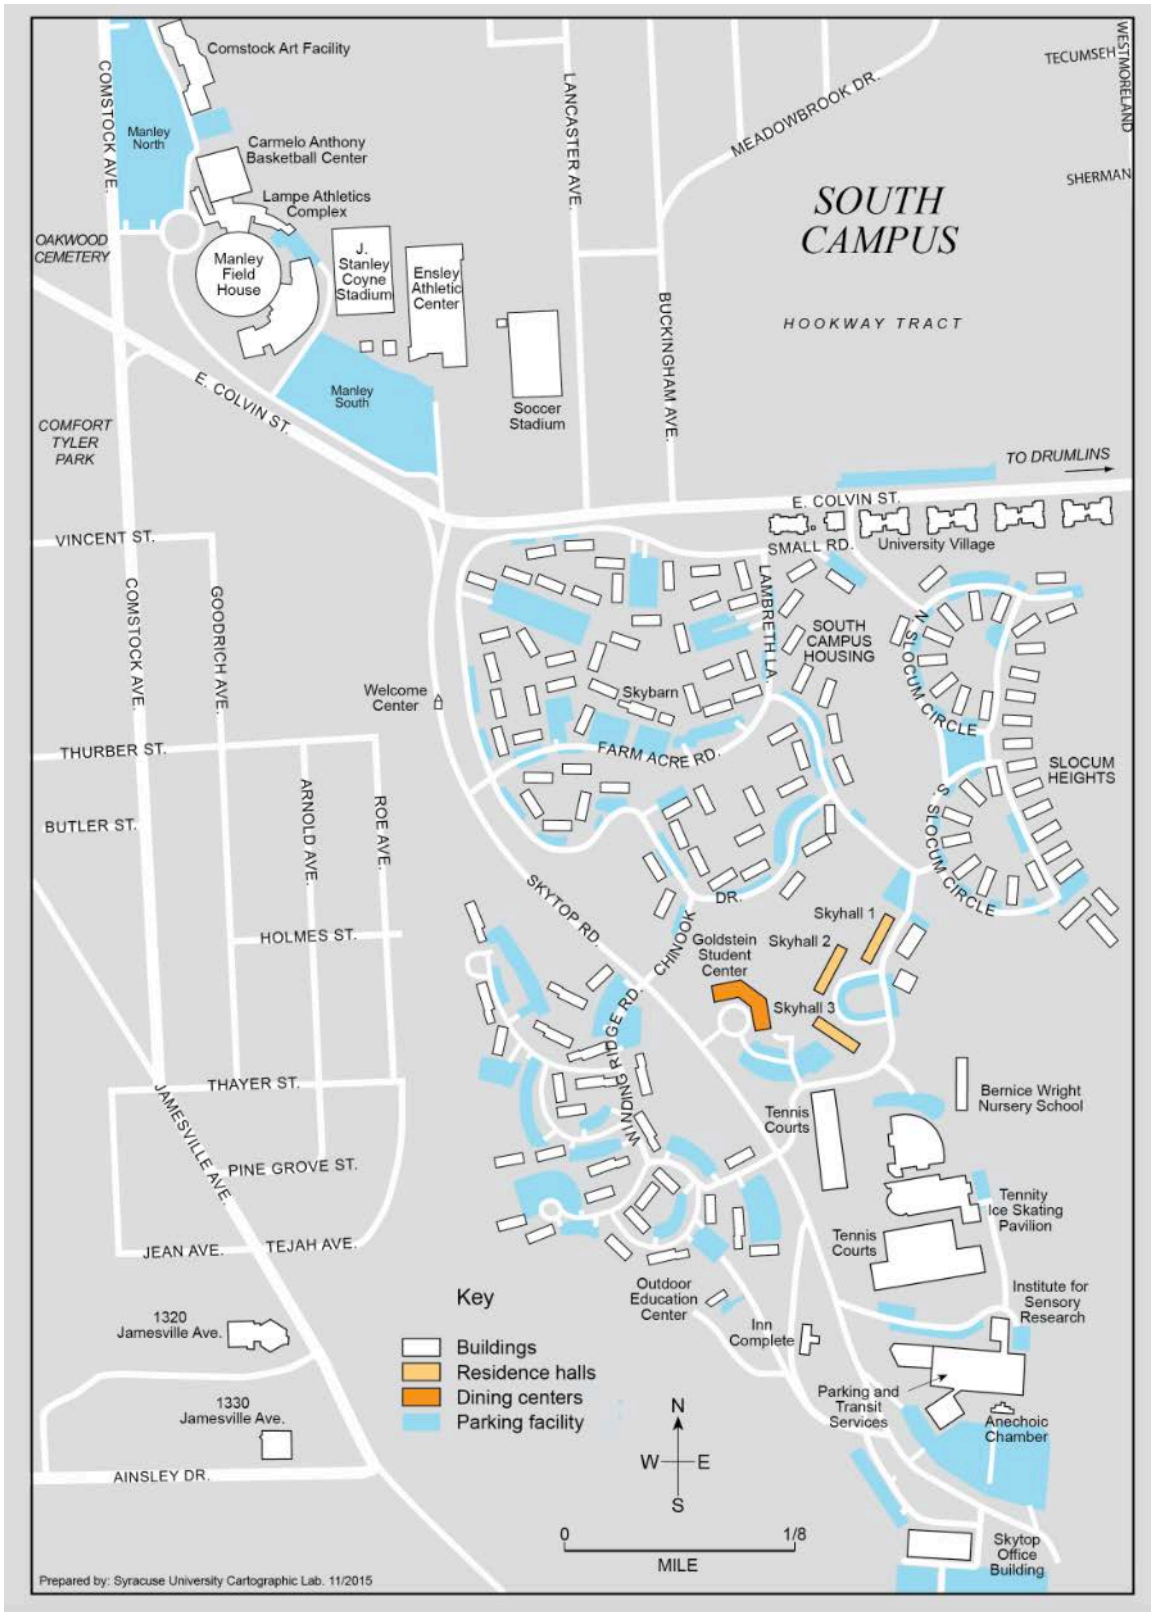 Comstock Art Facility
COMSTOCK AVE.
Manley
North
Carmelo Anthony
Basketball Center
Lampe Athletics
Complex
OAKWOOD
CEMETERY
Manley
Field
House
J.
Stanley
Coyne
Stadium
Ensley
Athletic
Center
LANCASTER AVE.
MEADOWBROOK DR.
TECUMSEH
WESTMORELAND
SHERMAN
SOUTH
CAMPUS
HOOKWAY TRACT
BUCKINGHAM AVE.
E. COLVIN ST.
Manley
South
Soccer
Stadium
COMFORT
TYLER
PARK
TO DRUMLINS
E. COLVIN ST.
SMALL RD.
University Village
VINCENT ST.
COMSTOCK AVE.
GOODRICH AVE.
LAMBRETH LA.
SOUTH
CAMPUS
HOUSING
N. SLOCUM CIRCLE
Welcome
Center
Skybarn
FARM ACRE RD.
THURBER ST.
SLOCUM
HEIGHTS
ARNOLD AVE.
ROE AVE.
BUTLER ST.
S. SLOCUM CIRCLE
SKYTOP RD.
CHINOOK
DR.
Skyhall 1
Goldstein
Student
Center
Skyhall 2
HOLMES ST.
Skyhall 3
WINDING RIDGE RD.
THAYER ST.
JAMESVILLE AVE.
Tennis
Courts
Bernice Wright
Nursery School
PINE GROVE ST.
Tennity
Ice Skating
Pavilion
JEAN AVE.
TEJAH AVE.
Tennis
Courts
Outdoor
Education
Center
Institute for
Sensory
Research
Inn
Complete
1320
Jamesville Ave.
1330
Jamesville Ave.
Parking and
Transit
Services
Anechoic
Chamber
AINSLEY DR.
Key
Buildings
Residence halls
Dining centers
Parking facility
N
W
E
S
0
1/8
MILE
Skytop
Office
Building
Prepared by: Syracuse University Cartographic Lab. 11/2015